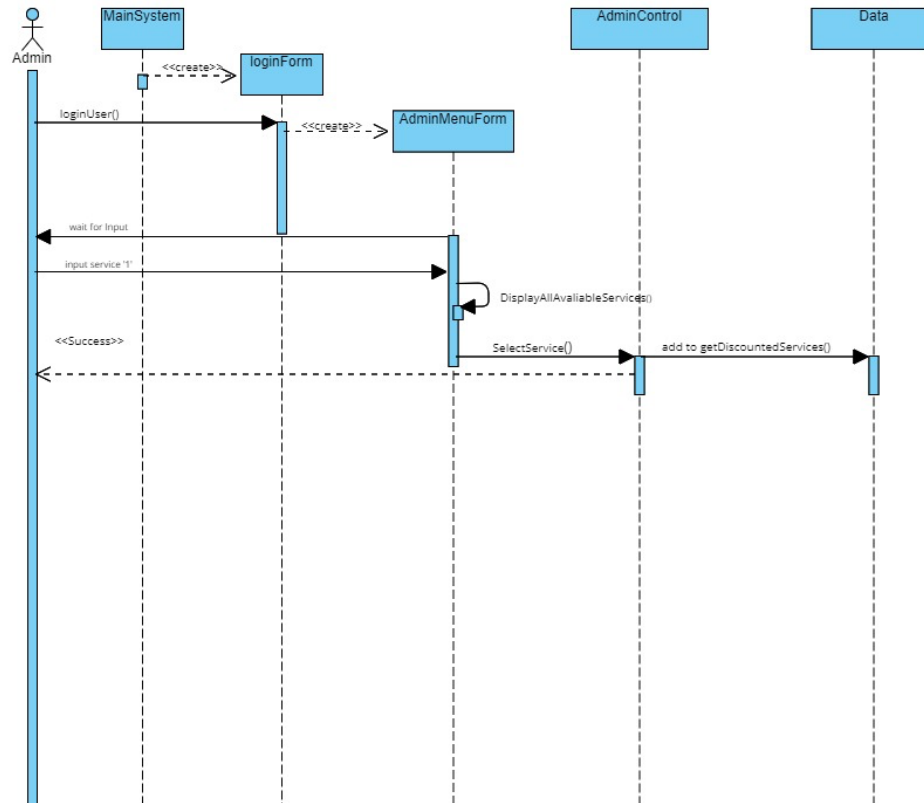 MainSystem
AdminControl
Data
Admin
<<create>>
loginForm
loginUser()
<<create>>
AdminMenuForm
wait for Input
input service '1'
DisplayAllAvaliableServices()
<<Success>>
SelectService()
add to getDiscountedServices()